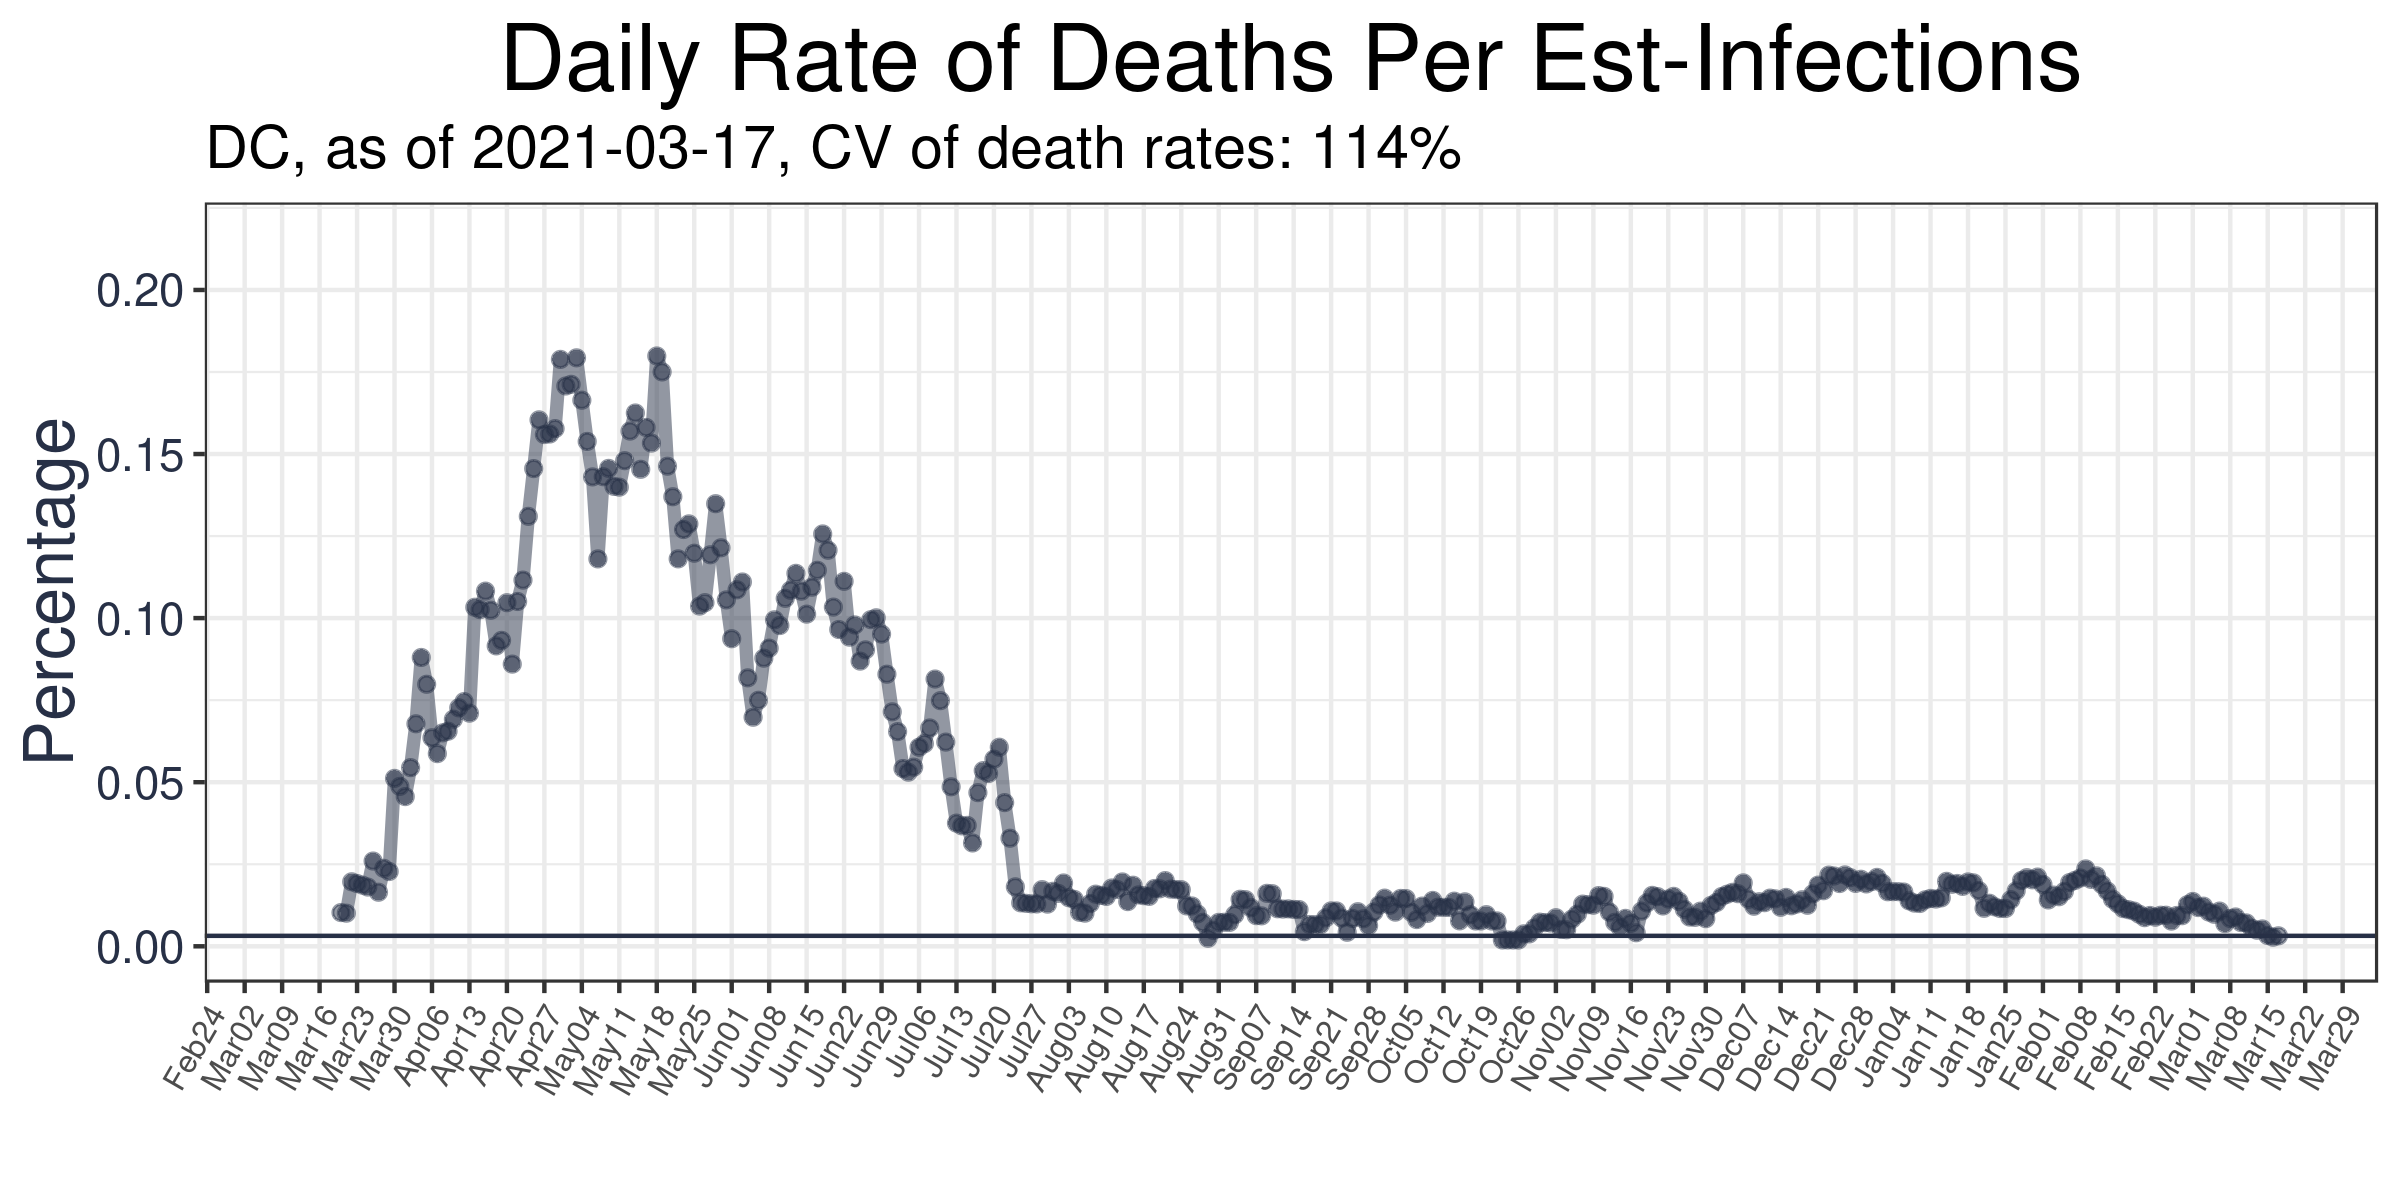 Daily Rate of Deaths Per Est-Infections
DC, as of 2021-03-17, CV of death rates: 114%
Percentage
0.20
0.15
0.10
0.05
0.00
Feb24
Mar02
Mar09
Mar16
Mar23
Mar30
Apr06
Apr13
Apr20
Apr27
May04
May11
May18
May25
Jun01
Jun08
Jun15
Jun22
Jun29
Jul06
Jul13
Jul20
Jul27
Aug03
Aug10
Aug17
Aug24
Aug31
Sep07
Sep14
Sep21
Sep28
Oct05
Oct12
Oct19
Oct26
Nov02
Nov09
Nov16
Nov23
Nov30
Dec07
Dec14
Dec21
Dec28
Jan04
Jan11
Jan18
Jan25
Feb01
Feb08
Feb15
Feb22
Mar01
Mar08
Mar15
Mar22
Mar29